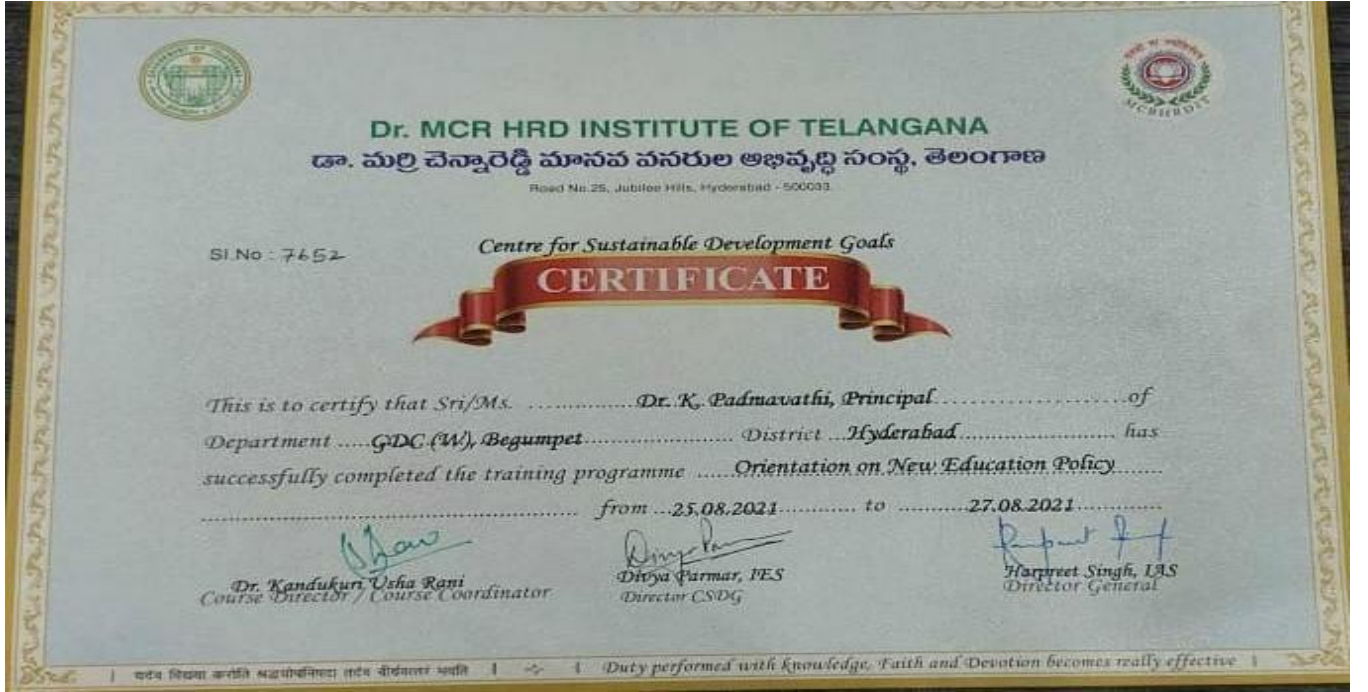 GOVERNMENT OF TELANGANA
MCRHRDIT
Dr. MCR HRD INSTITUTE OF TELANGANA
డా. మర్రి చెన్నారెడ్డి మానవ వనరుల అభివృద్ధి సంస్థ, తెలంగాణ
Road No.25, Jubilee Hills, Hyderabad - 500033.
Sl.No : 7652
Centre for Sustainable Development Goals
CERTIFICATE
This is to certify that Sri/Ms. ................Dr. K. Padmavathi, Principal......................of
Department .....GDC (W), Begumpet...................... District ...Hyderabad....................... has
successfully completed the training programme .....Orientation on New Education Policy.......
....................................................... from ...25.08.2021............ to ...........27.08.2021.............
Dr. Kandukuri Usha Rani
Course Director / Course Coordinator
Divya Parmar, IES
Director CSDG
Harpreet Singh, IAS
Director General
Duty performed with knowledge, Faith and Devotion becomes really effective